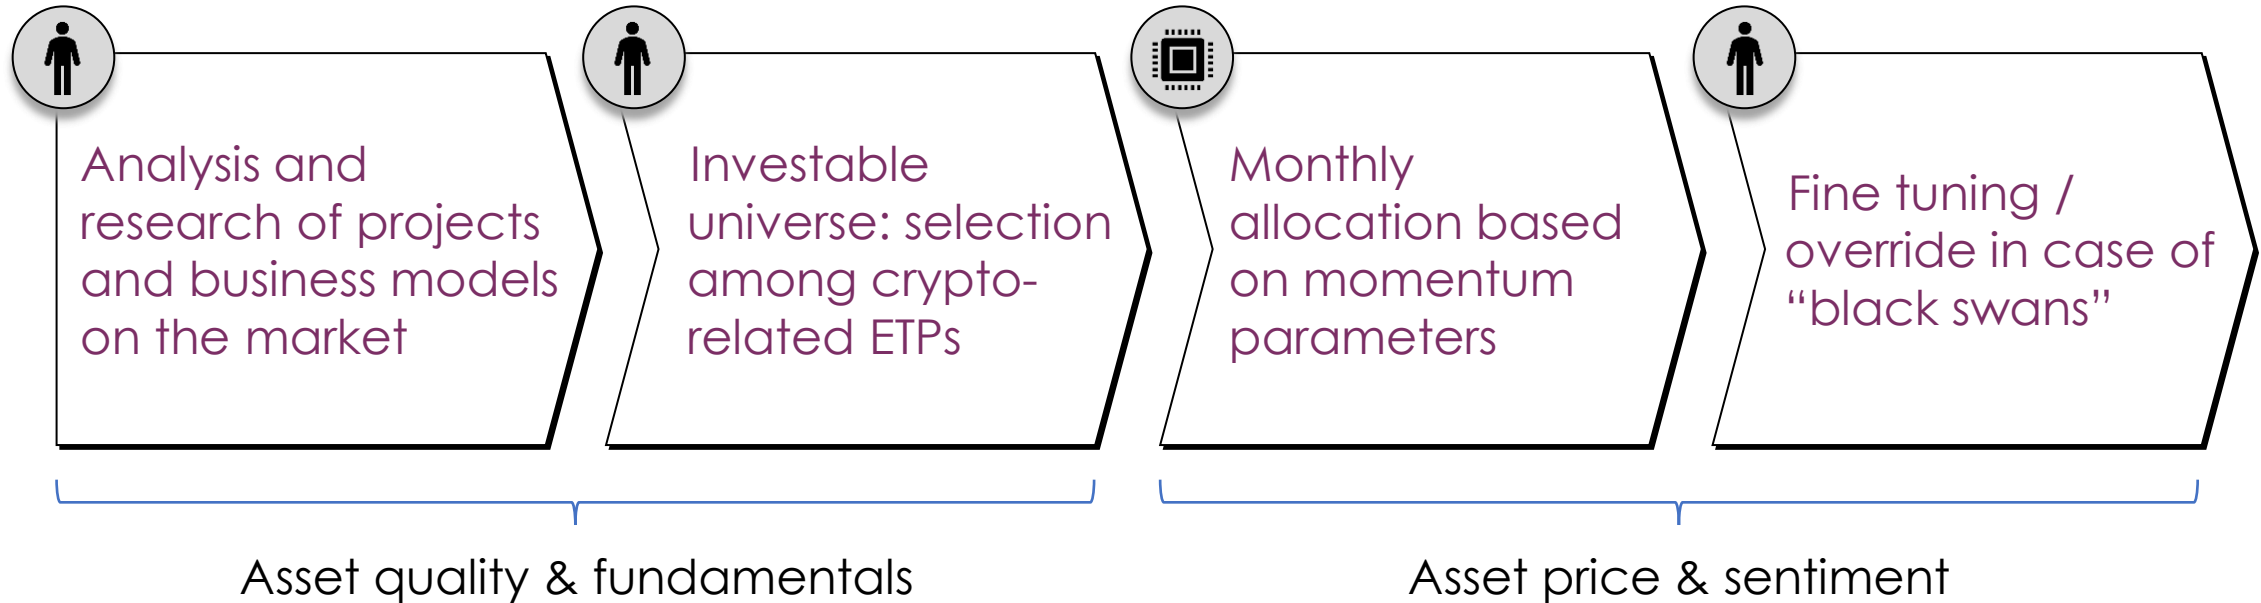 Analysis and
research of projects
and business models
on the market
Investable
universe: selection
among crypto-
related ETPs
Monthly
allocation based
on momentum
parameters
Fine tuning /
override in case of
“black swans”
Asset quality & fundamentals
Asset price & sentiment